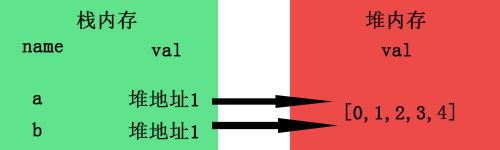 栈内存 堆内存
name val val
a 堆地址1
[0,1,2,3,4]
b 堆地址1